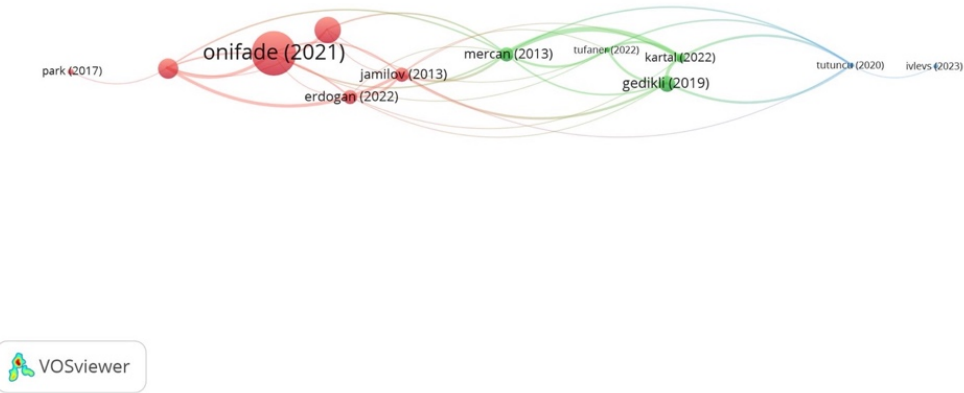 park (2017)
onifade (2021)
jamilov (2013)
erdogan (2022)
mercan (2013)
tufaner (2022)
kartal (2022)
gedikli (2019)
tutuncu (2020)
ivlevs (2023)
VOSviewer